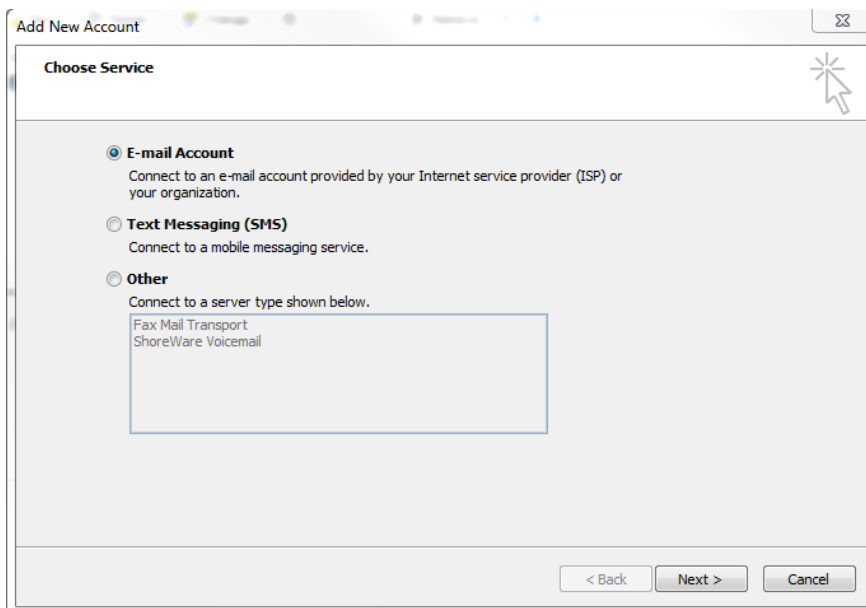 Add New Account
Choose Service
E-mail Account
Connect to an e-mail account provided by your Internet service provider (ISP) or
your organization.
Text Messaging (SMS)
Connect to a mobile messaging service.
Other
Connect to a server type shown below.
Fax Mail Transport
ShoreWare Voicemail
< Back
Next >
Cancel